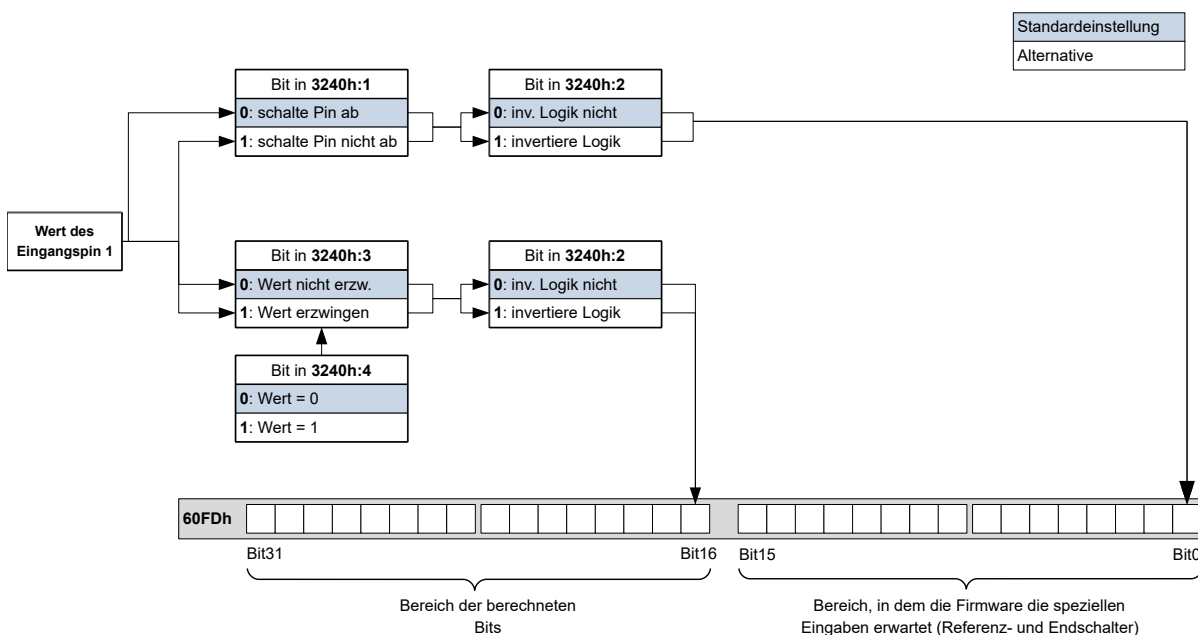 Standardeinstellung
Alternative
Bit in 3240h:1
0: schalte Pin ab
1: schalte Pin nicht ab
Bit in 3240h:2
0: inv. Logik nicht
1: invertiere Logik
Wert des
Eingangspin 1
Bit in 3240h:3
0: Wert nicht erzw.
1: Wert erzwingen
Bit in 3240h:2
0: inv. Logik nicht
1: invertiere Logik
Bit in 3240h:4
0: Wert = 0
1: Wert = 1
60FDh
Bit31
Bit16
Bit15
Bit0
Bereich der berechneten
Bits
Bereich, in dem die Firmware die speziellen
Eingaben erwartet (Referenz- und Endschalter)